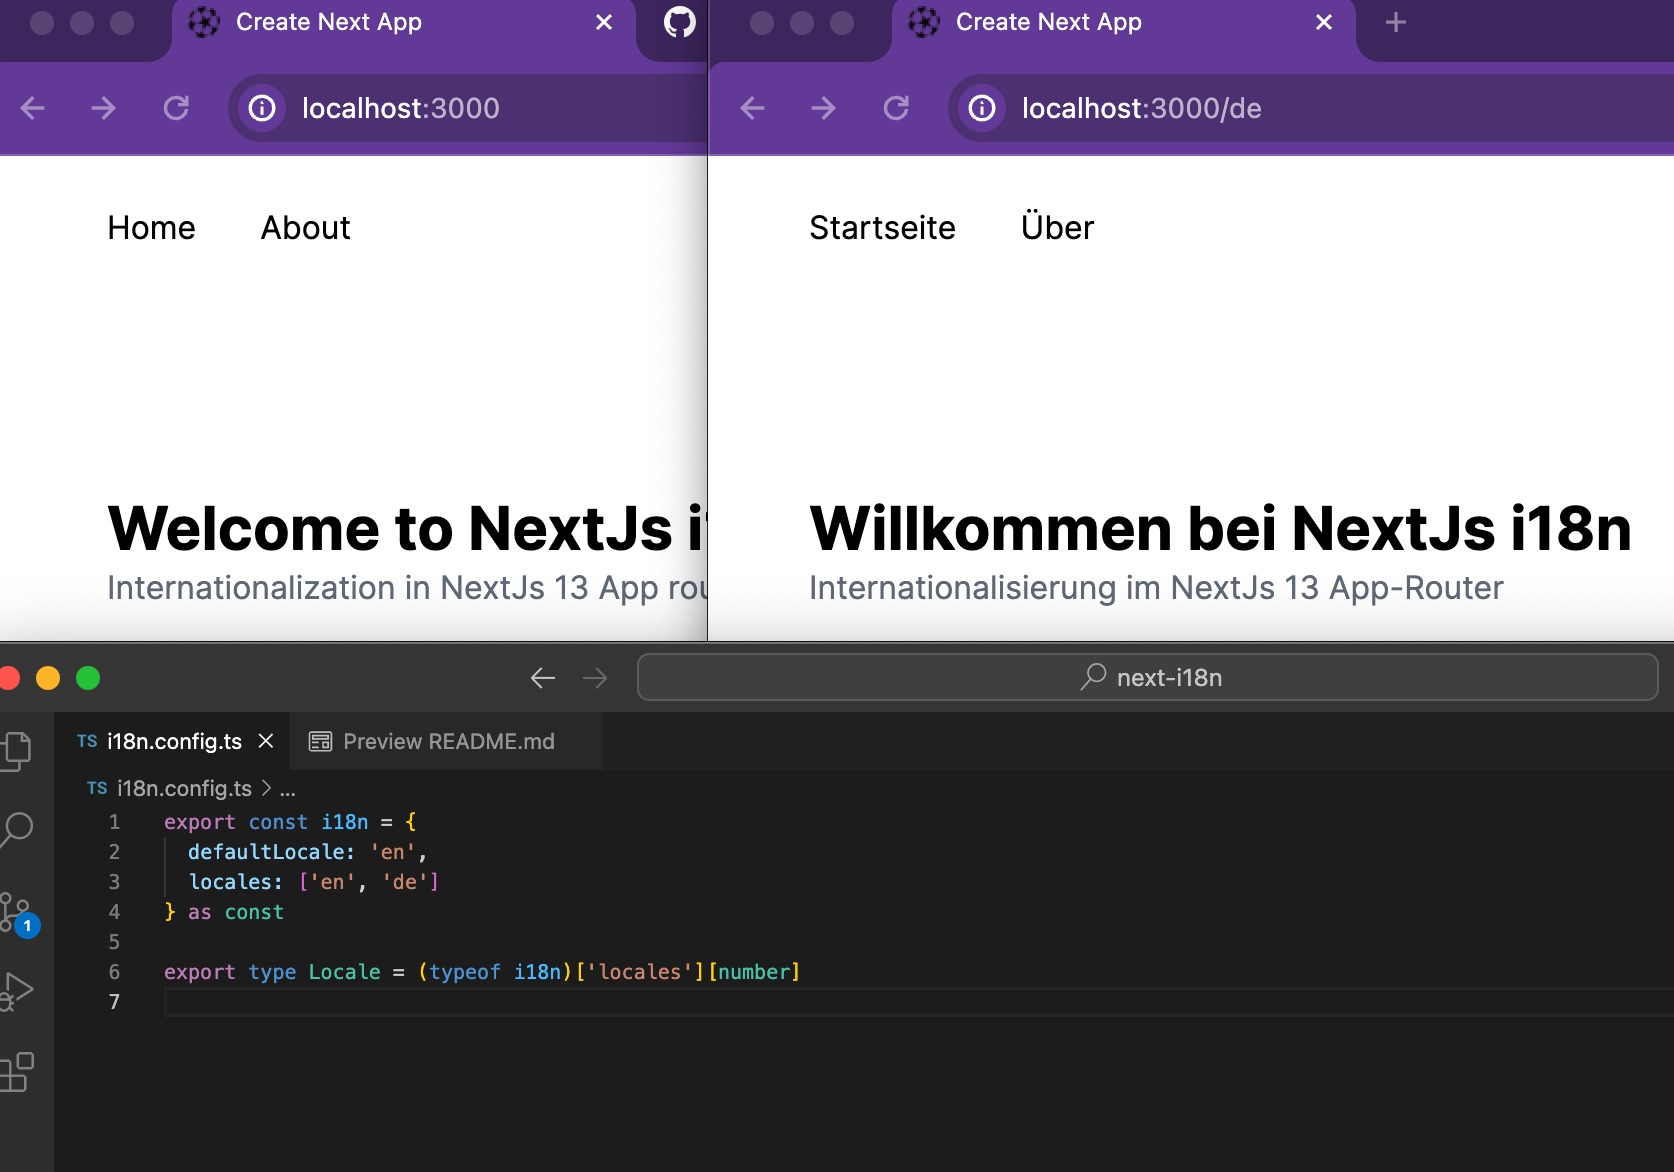 Create Next App
localhost:3000
Home About
Welcome to NextJs
Internationalization in NextJs 13 App
Create Next App
localhost:3000/de
Startseite Über
Willkommen bei NextJs i18n
Internationalisierung im NextJs 13 App-Router
next-i18n
TS i18n.config.ts Preview README.md
TS i18n.config.ts > ...
1 export const i18n = {
2 defaultLocale: 'en',
3 locales: ['en', 'de']
4 } as const
5
6 export type Locale = (typeof i18n)['locales'][number]
7
1